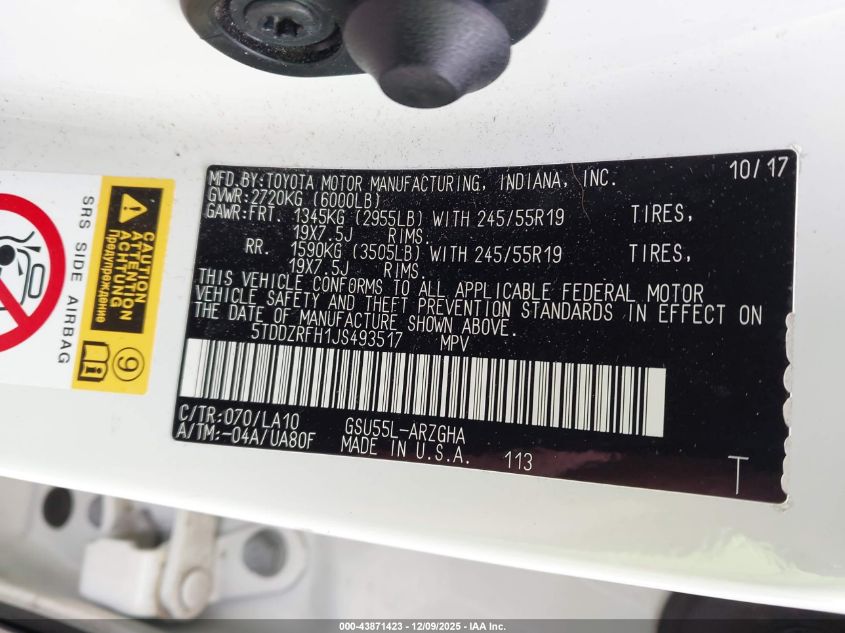 MFD.BY:TOYOTA MOTOR MANUFACTURING, INDIANA, INC. 10/17
GVWR:2720KG (6000LB)
GAWR:FRT. 1345KG (2955LB) WITH 245/55R19 TIRES,
19X7.5J RIMS.
RR. 1590KG (3505LB) WITH 245/55R19 TIRES,
19X7.5J RIMS.
THIS VEHICLE CONFORMS TO ALL APPLICABLE FEDERAL MOTOR
VEHICLE SAFETY AND THEFT PREVENTION STANDARDS IN EFFECT ON
THE DATE OF MANUFACTURE SHOWN ABOVE.
5TDDZRFH1JS493517 MPV
C/TR:070/LA10 GSU55L-ARZGHA
A/TM:-04A/UA80F MADE IN U.S.A. 113 T
SRS SIDE AIRBAG
CAUTION
ATTENTION
ACHTUNG
Предупреждение
9
000-43871423 - 12/09/2025 - IAA Inc.